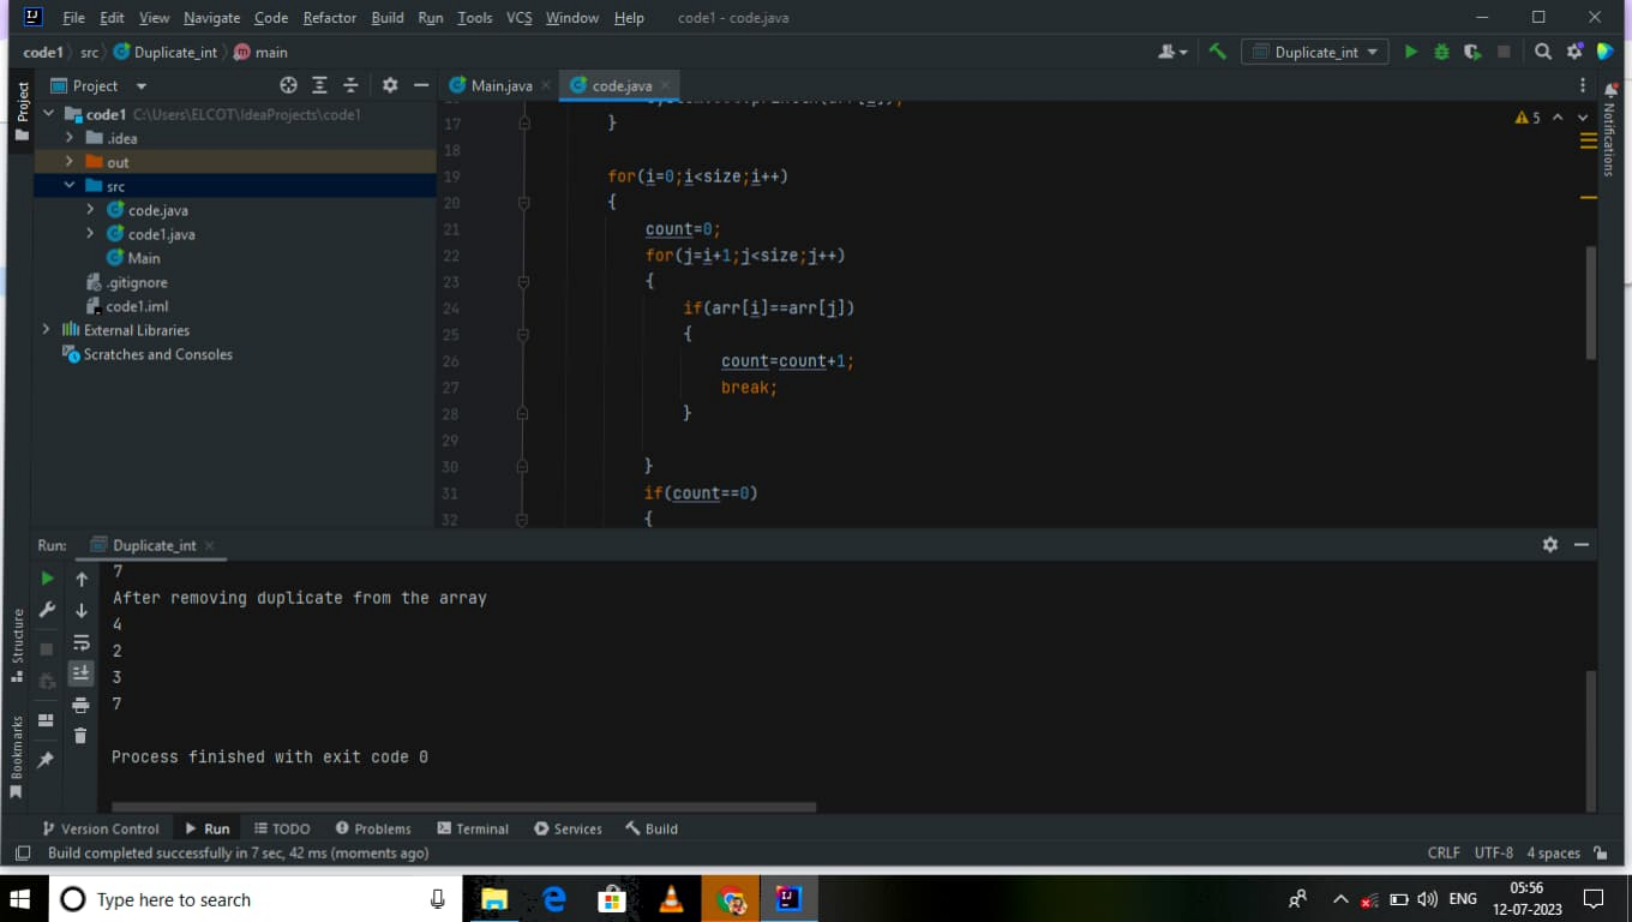 File Edit View Navigate Code Refactor Build Run Tools VCS Window Help code1 - code.java
code1 src Duplicate_int main
Duplicate_int
Project
Project
Main.java
code.java
code1 C:\Users\ELCOT\IdeaProjects\code1
.idea
out
src
code.java
code1.java
Main
.gitignore
code1.iml
External Libraries
Scratches and Consoles
17 }
18
19 for(i=0;i<size;i++)
20 {
21 count=0;
22 for(j=i+1;j<size;j++)
23 {
24 if(arr[i]==arr[j])
25 {
26 count=count+1;
27 break;
28 }
29
30 }
31 if(count==0)
32 {
5
Notifications
Run: Duplicate_int
7
After removing duplicate from the array
4
2
3
7
Process finished with exit code 0
Structure
Bookmarks
Version Control Run TODO Problems Terminal Services Build
Build completed successfully in 7 sec, 42 ms (moments ago)
CRLF UTF-8 4 spaces
Type here to search
ENG
05:56
12-07-2023